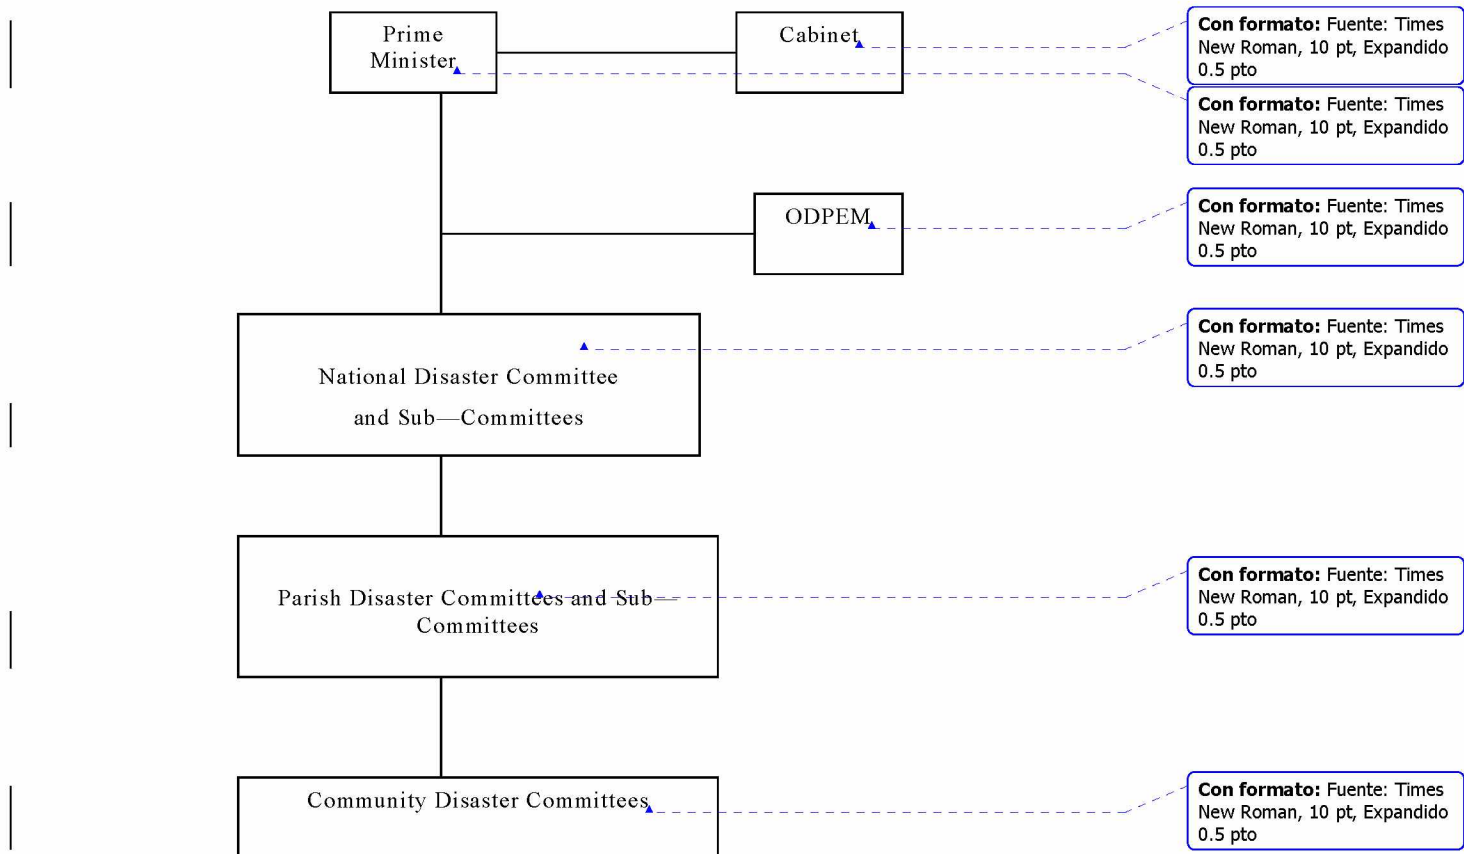 Prime
Minister
Cabinet
Con formato: Fuente: Times
New Roman, 10 pt, Expandido
0.5 pto
Con formato: Fuente: Times
New Roman, 10 pt, Expandido
0.5 pto
ODPEM
Con formato: Fuente: Times
New Roman, 10 pt, Expandido
0.5 pto
National Disaster Committee
and Sub—Committees
Con formato: Fuente: Times
New Roman, 10 pt, Expandido
0.5 pto
Parish Disaster Committees and Sub—
Committees
Con formato: Fuente: Times
New Roman, 10 pt, Expandido
0.5 pto
Community Disaster Committees
Con formato: Fuente: Times
New Roman, 10 pt, Expandido
0.5 pto